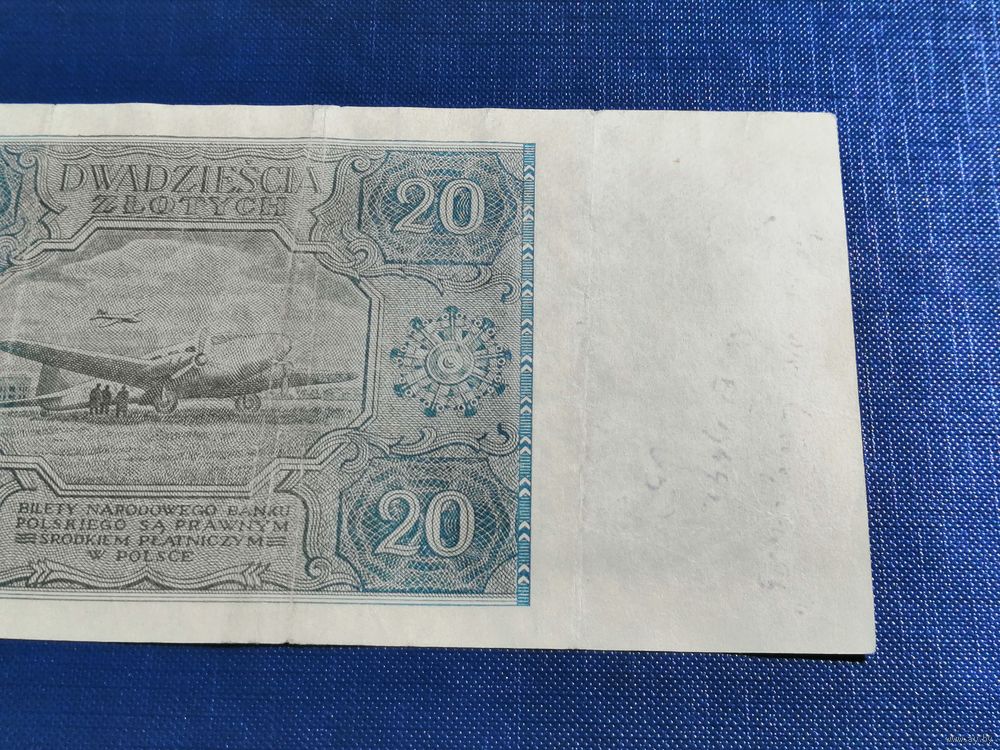 DWADZIEŚCIA
ZŁOTYCH
20
20
BILETY NARODOWEGO BANKU
POLSKIEGO SĄ PRAWNYM
ŚRODKIEM PŁATNICZYM
W POLSCE